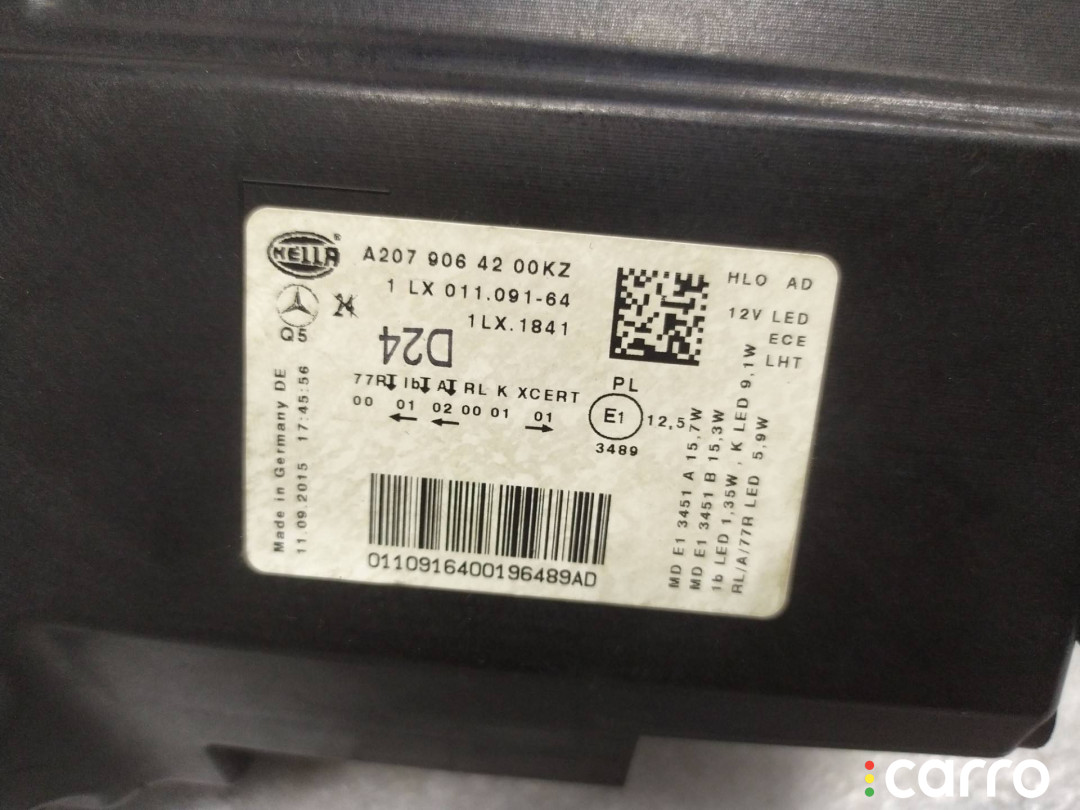 HELLA
A207 906 42 00KZ
1 LX 011.091-64
1LX.1841
Q5
D24
HLO AD
12V LED
ECE
LHT
77R 1b A RL K XCERT
00 01 02 00 01 01
PL
E1
12,5
3489
Made in Germany DE
11.09.2015 17:45:56
0110916400196489AD
MD E1 3451 A 15,7W
MD E1 3451 B 15,3W
1b LED 1,35W , K LED 9,1W
RL/A/77R LED 5,9W
carro